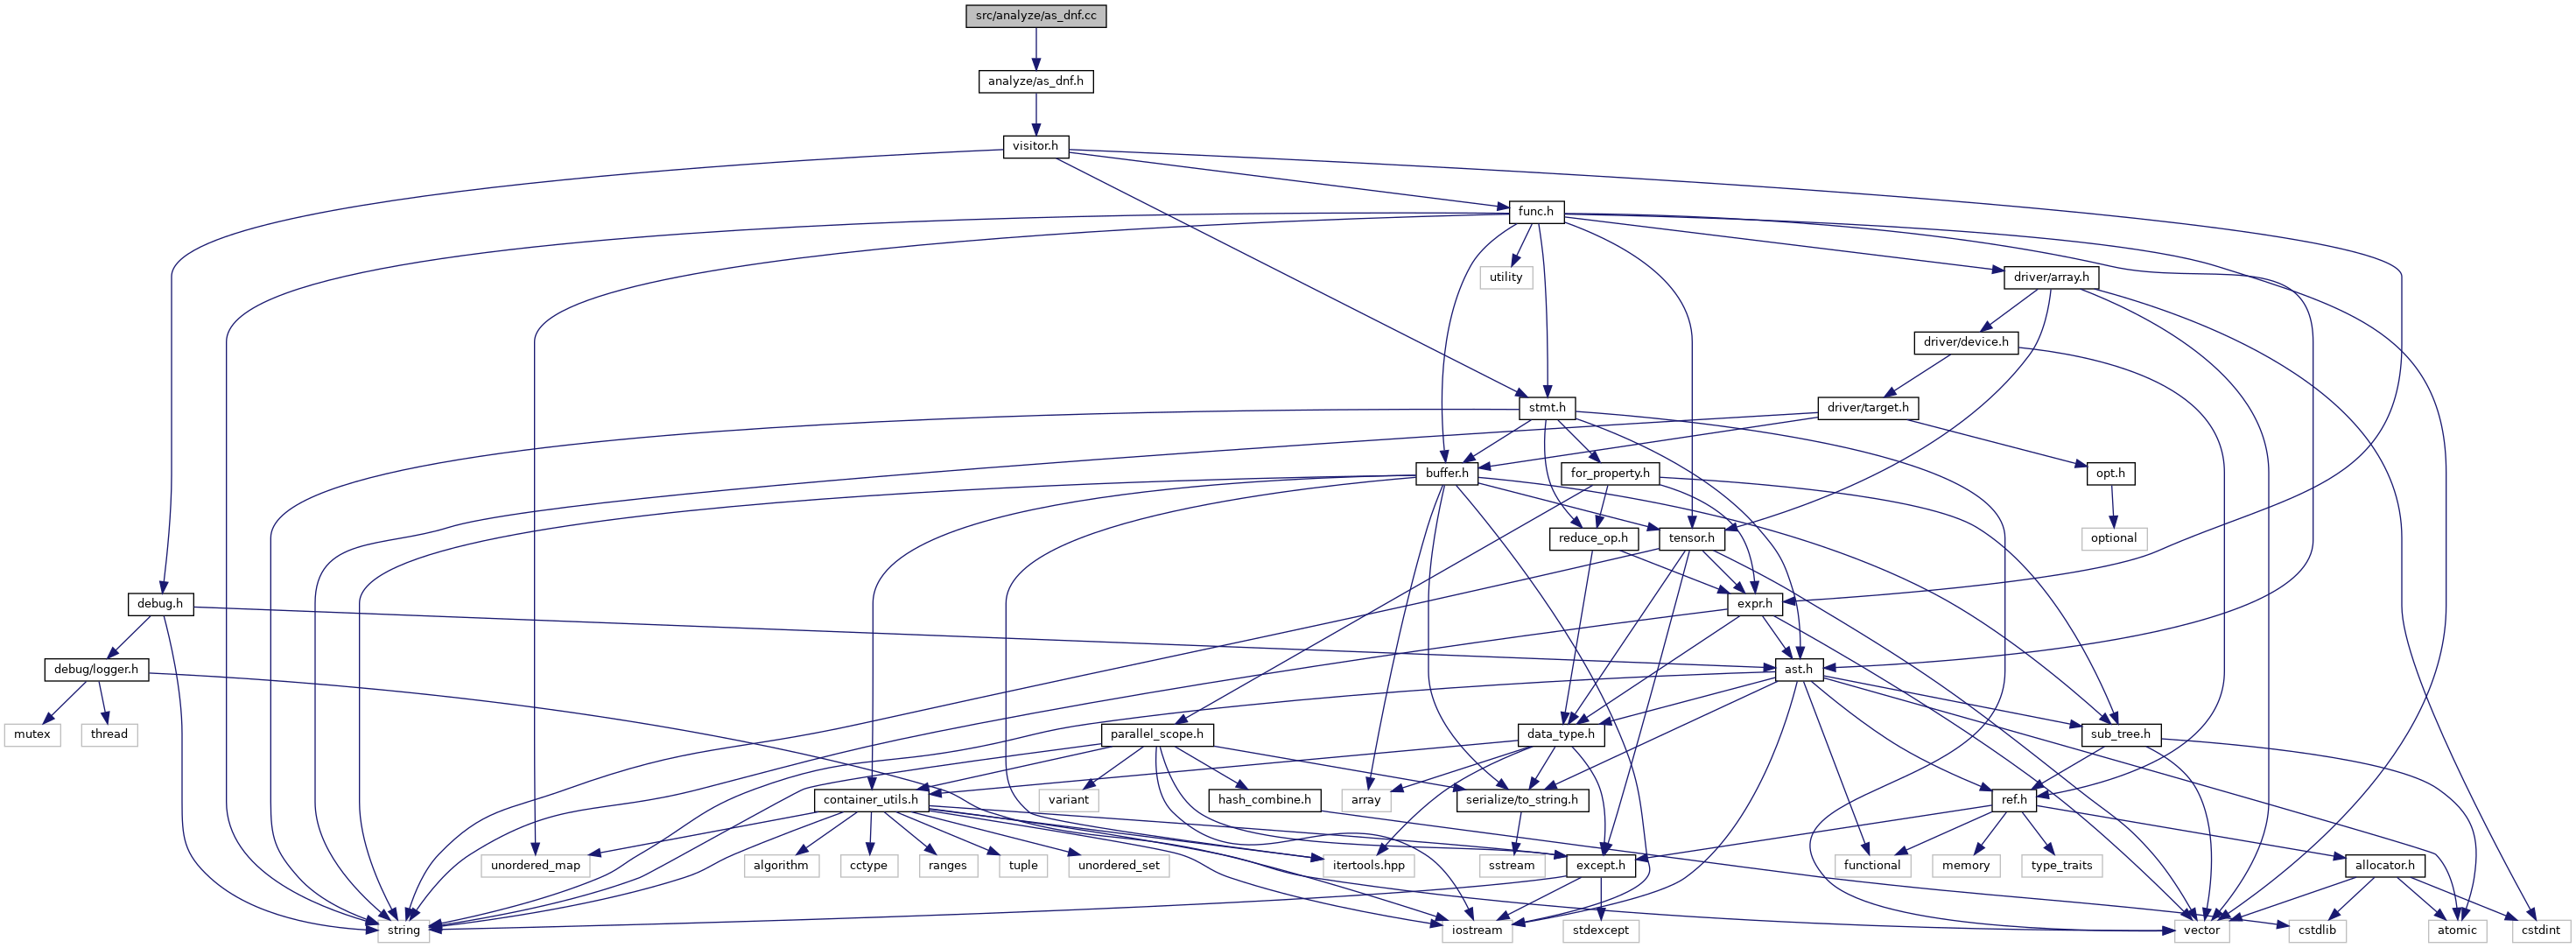 src/analyze/as_dnf.cc
analyze/as_dnf.h
visitor.h
func.h
utility
driver/array.h
driver/device.h
stmt.h
driver/target.h
buffer.h
for_property.h
opt.h
reduce_op.h
tensor.h
optional
debug.h
expr.h
debug/logger.h
ast.h
mutex
thread
parallel_scope.h
data_type.h
sub_tree.h
container_utils.h
variant
hash_combine.h
array
serialize/to_string.h
ref.h
unordered_map
algorithm
cctype
ranges
tuple
unordered_set
itertools.hpp
sstream
except.h
functional
memory
type_traits
allocator.h
string
iostream
stdexcept
vector
cstdlib
atomic
cstdint